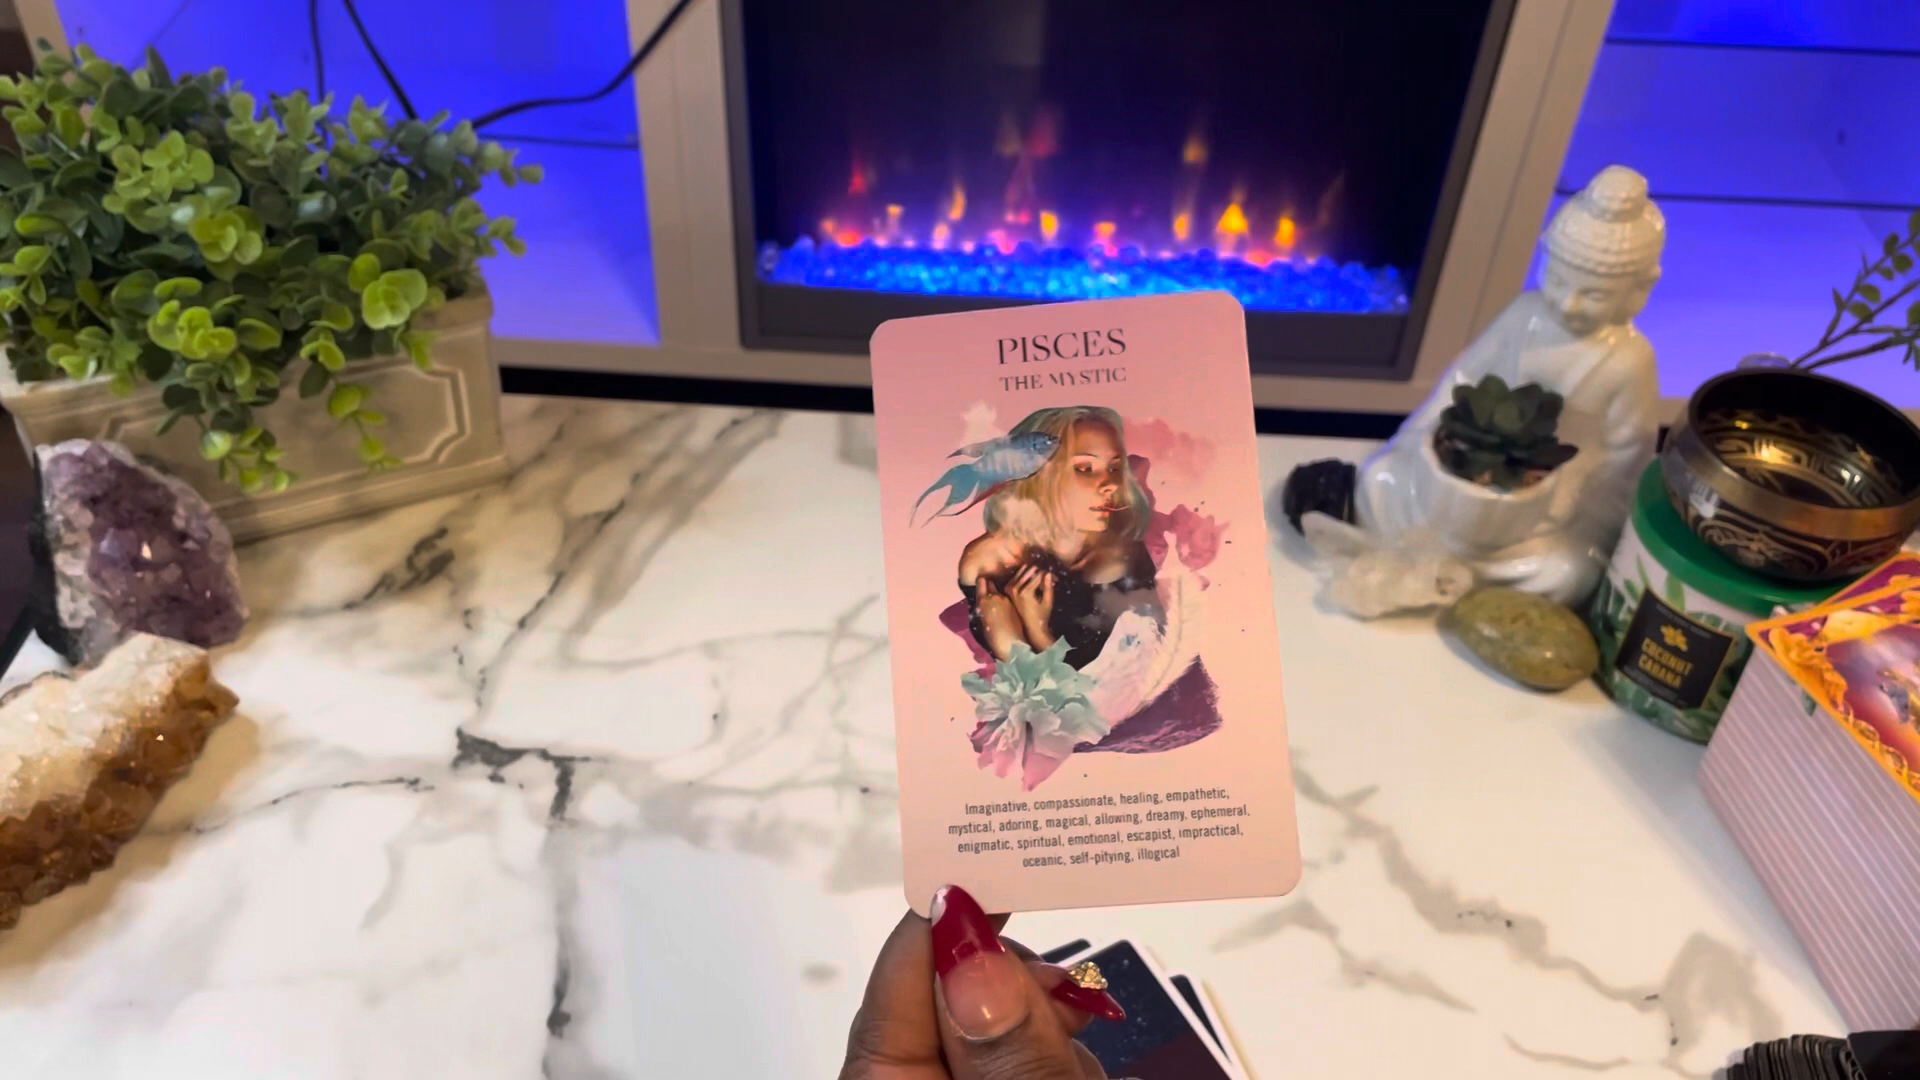 PISCES
THE MYSTIC
Imaginative, compassionate, healing, empathetic,
mystical, adoring, magical, allowing, dreamy, ephemeral,
enigmatic, spiritual, emotional, escapist, impractical,
oceanic, self-pitying, illogical
COCONUT
CABANA